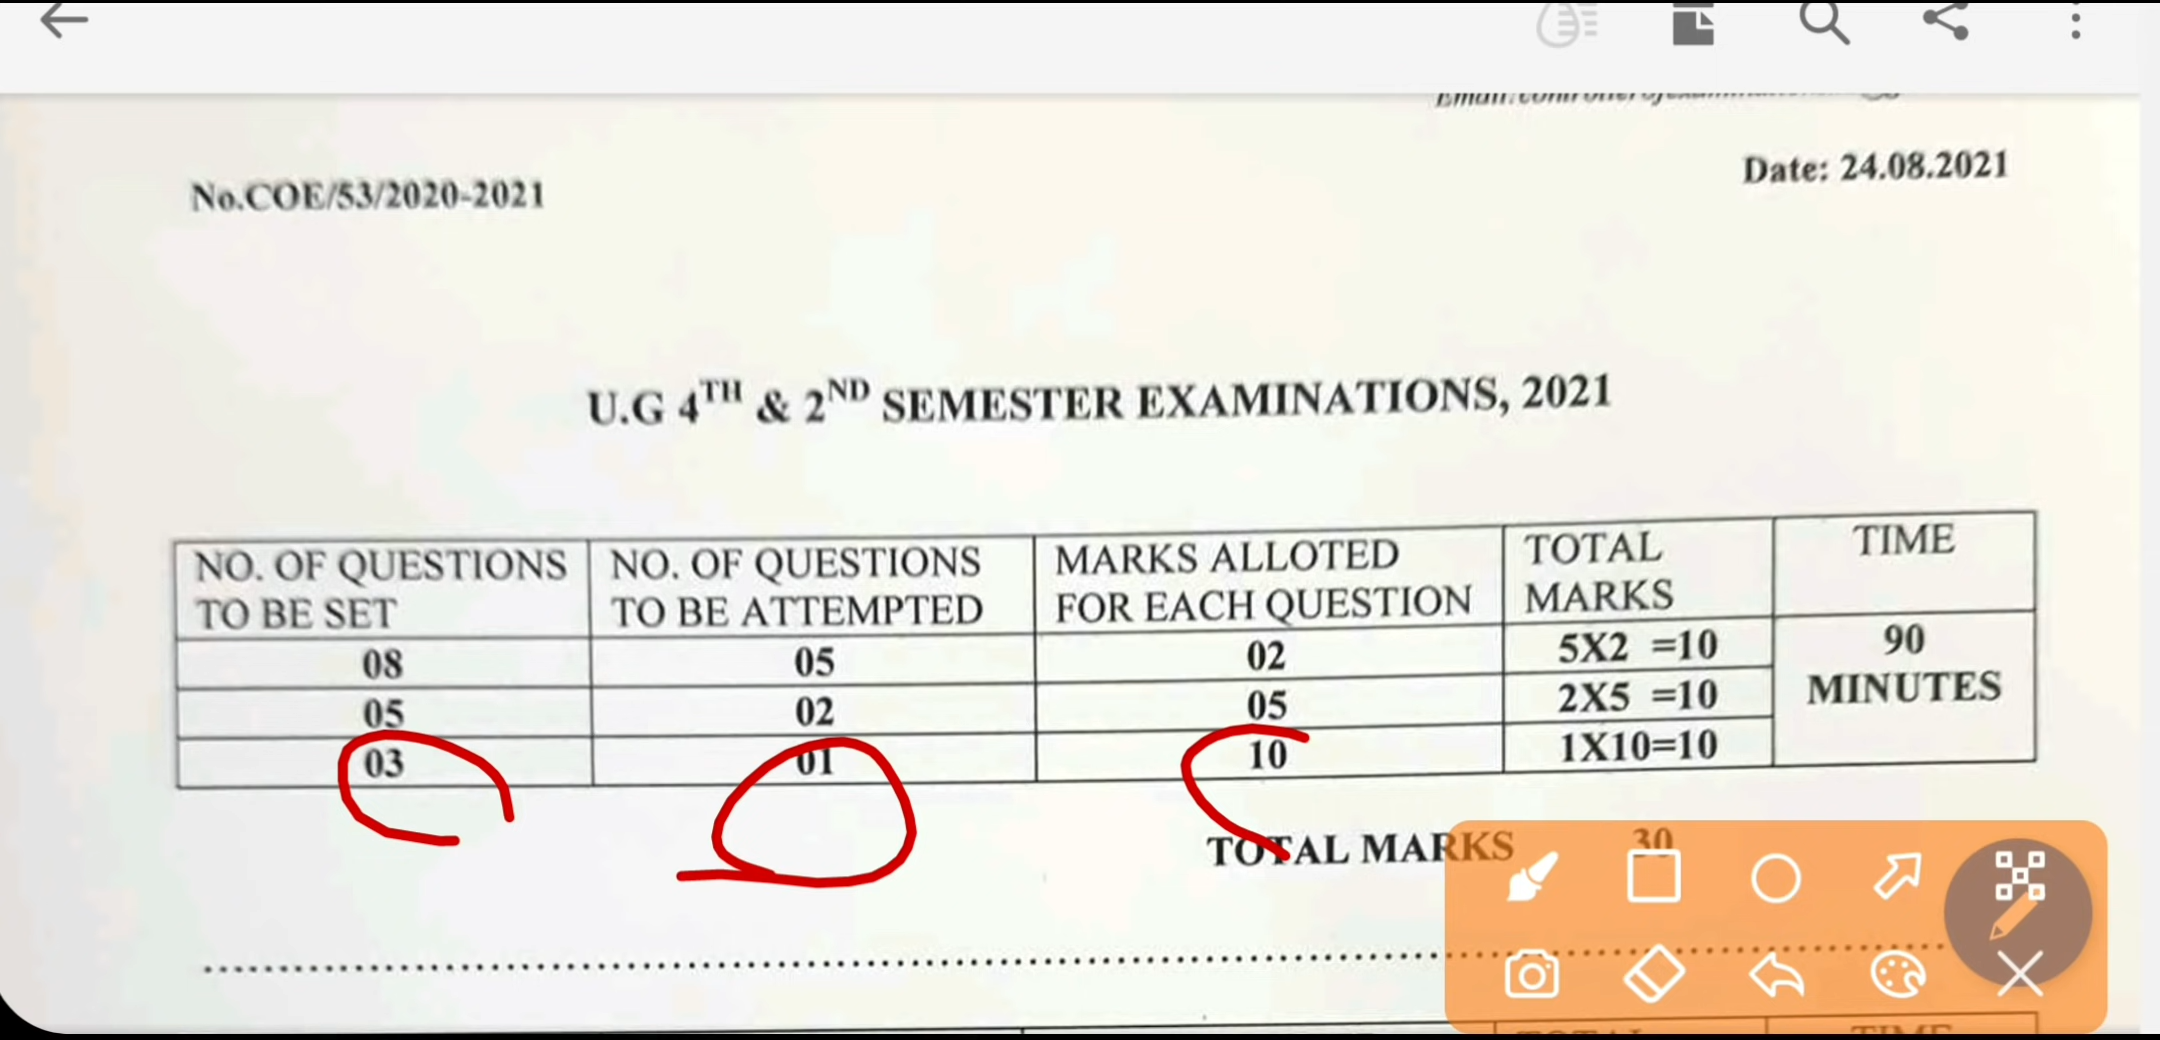 No.COE/53/2020-2021
Date: 24.08.2021
U.G 4TH & 2ND SEMESTER EXAMINATIONS, 2021
NO. OF QUESTIONS TO BE SET
NO. OF QUESTIONS TO BE ATTEMPTED
MARKS ALLOTED FOR EACH QUESTION
TOTAL MARKS
TIME
08 05 02 5X2 =10 90 MINUTES
05 02 05 2X5 =10
03 01 10 1X10=10
TOTAL MARKS 30